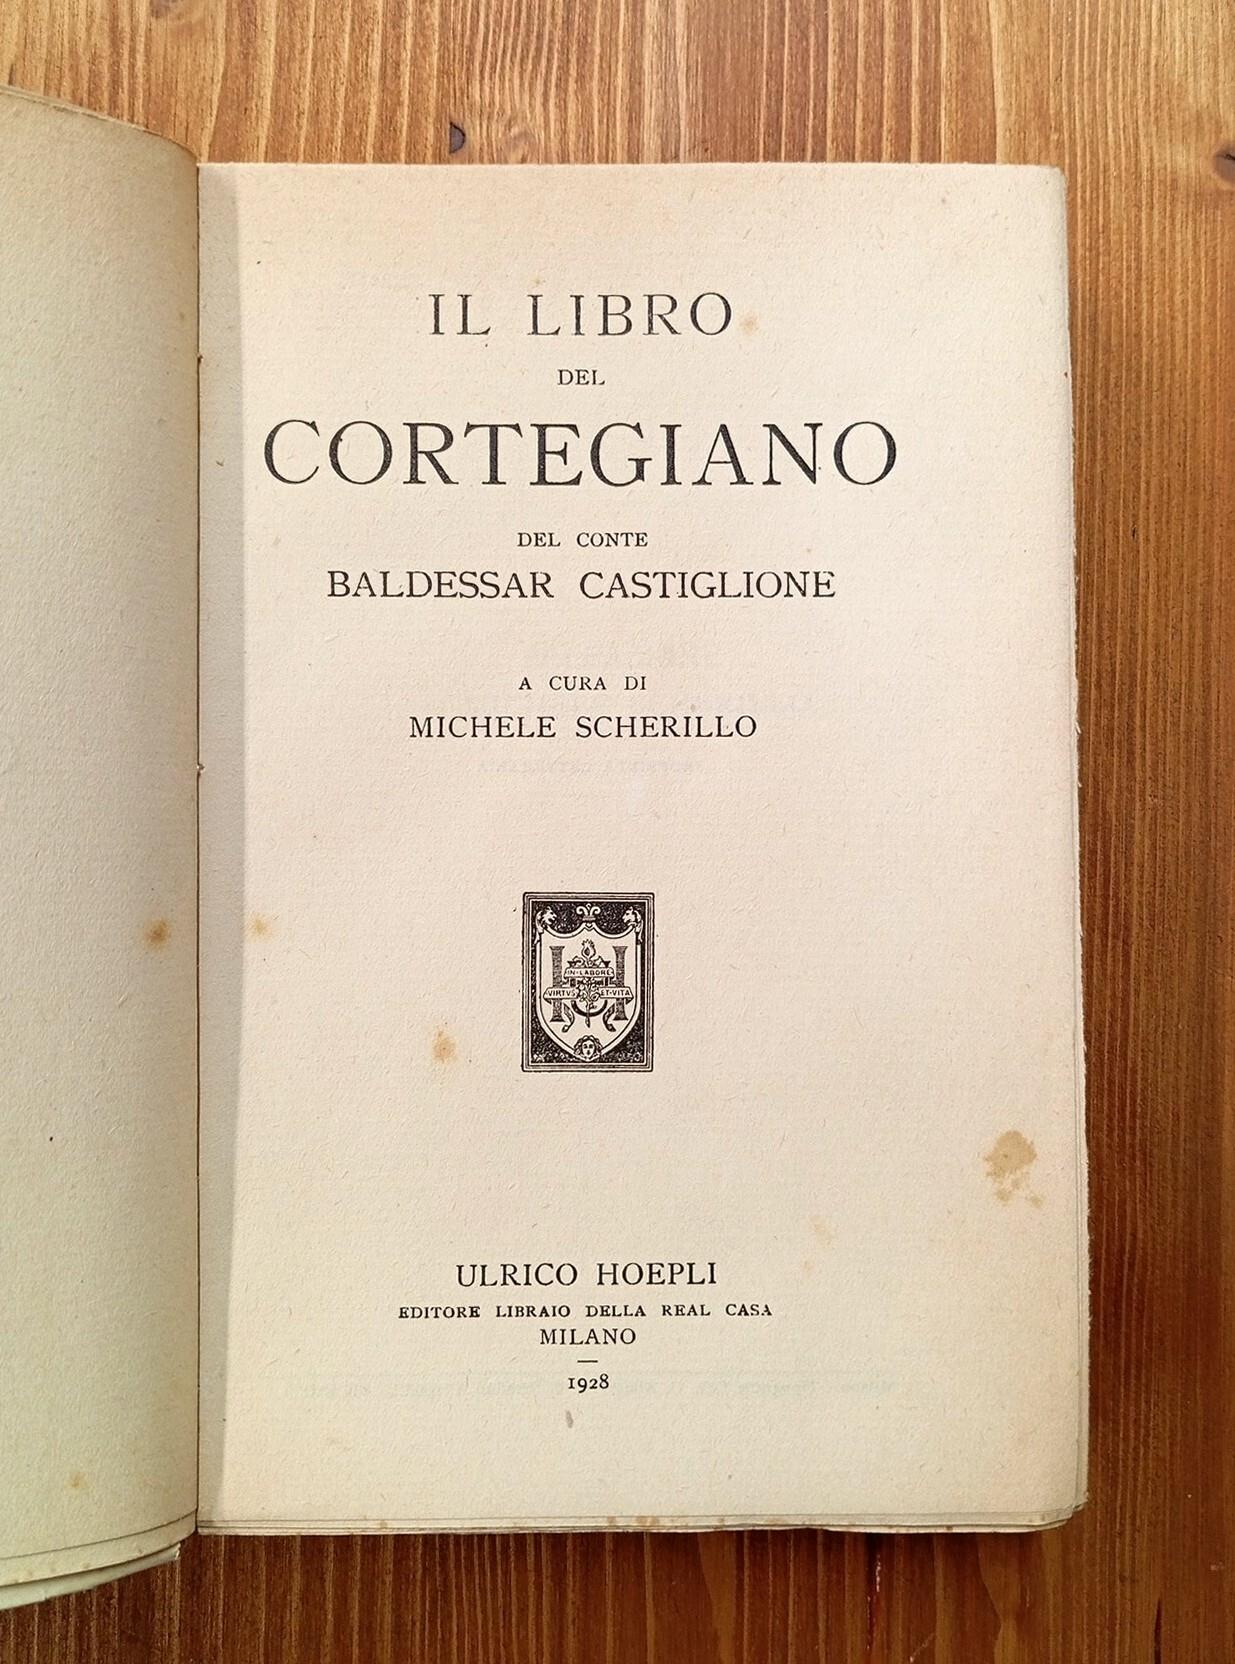 IL LIBRO
DEL
CORTEGIANO
DEL CONTE
BALDESSAR CASTIGLIONE
A CURA DI
MICHELE SCHERILLO
IN·LABORE
VIRTVS ET·VITA
ULRICO HOEPLI
EDITORE LIBRAIO DELLA REAL CASA
MILANO
1928